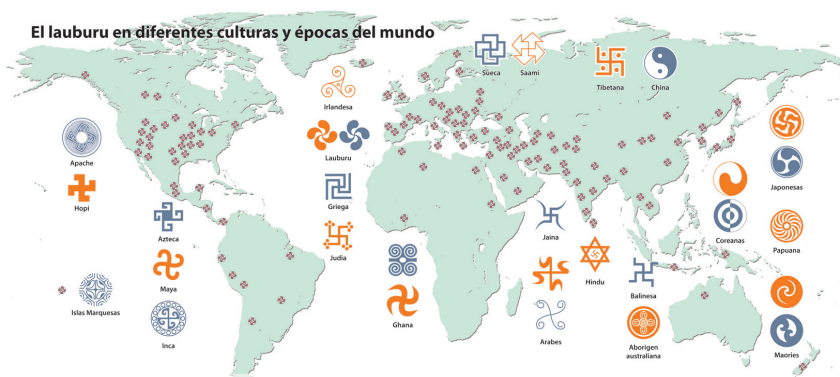 El lauburu en diferentes culturas y épocas del mundo
Sueca
Saami
Tibetana
China
Irlandesa
Apache
Lauburu
Japonesas
Hopi
Griega
Azteca
Jaina
Coreanas
Judia
Papuana
Maya
Hindu
Balinesa
Islas Marquesas
Ghana
Inca
Arabes
Aborigen
australiana
Maories